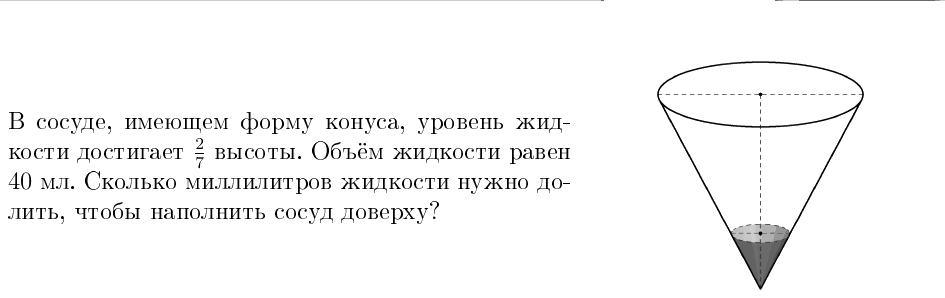 В сосуде, имеющем форму конуса, уровень жид-
кости достигает 2/7 высоты. Объём жидкости равен
40 мл. Сколько миллилитров жидкости нужно до-
лить, чтобы наполнить сосуд доверху?